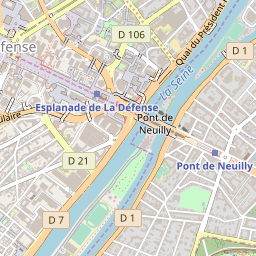 D 106
fense
Quai du Président
D 1
La Seine
Esplanade de La Défense
ulaire
Pont de
Neuilly
D 21
Pont de Neuilly
D 7
D 1